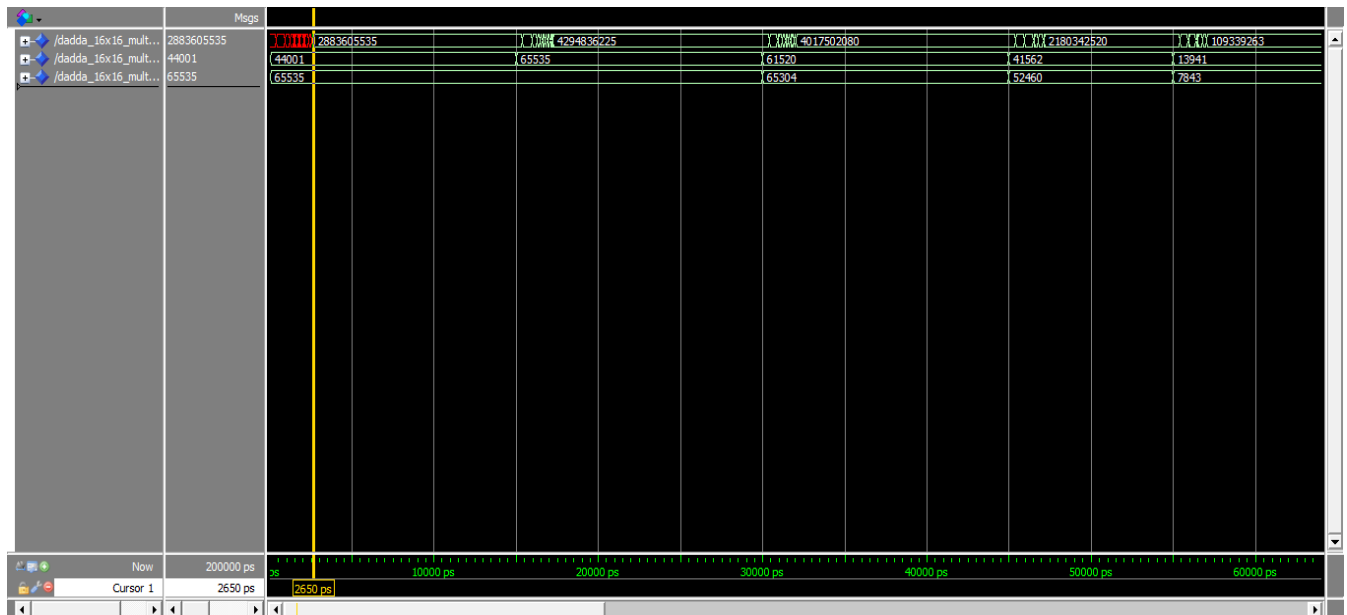 Msgs
/dadda_16x16_mult... 2883605535 2883605535 4294836225 4017502080 2180342520 109339263
/dadda_16x16_mult... 44001 44001 65535 61520 41562 13941
/dadda_16x16_mult... 65535 65535 65304 52460 7843
Now 200000 ps ps 10000 ps 20000 ps 30000 ps 40000 ps 50000 ps 60000 ps
Cursor 1 2650 ps 2650 ps